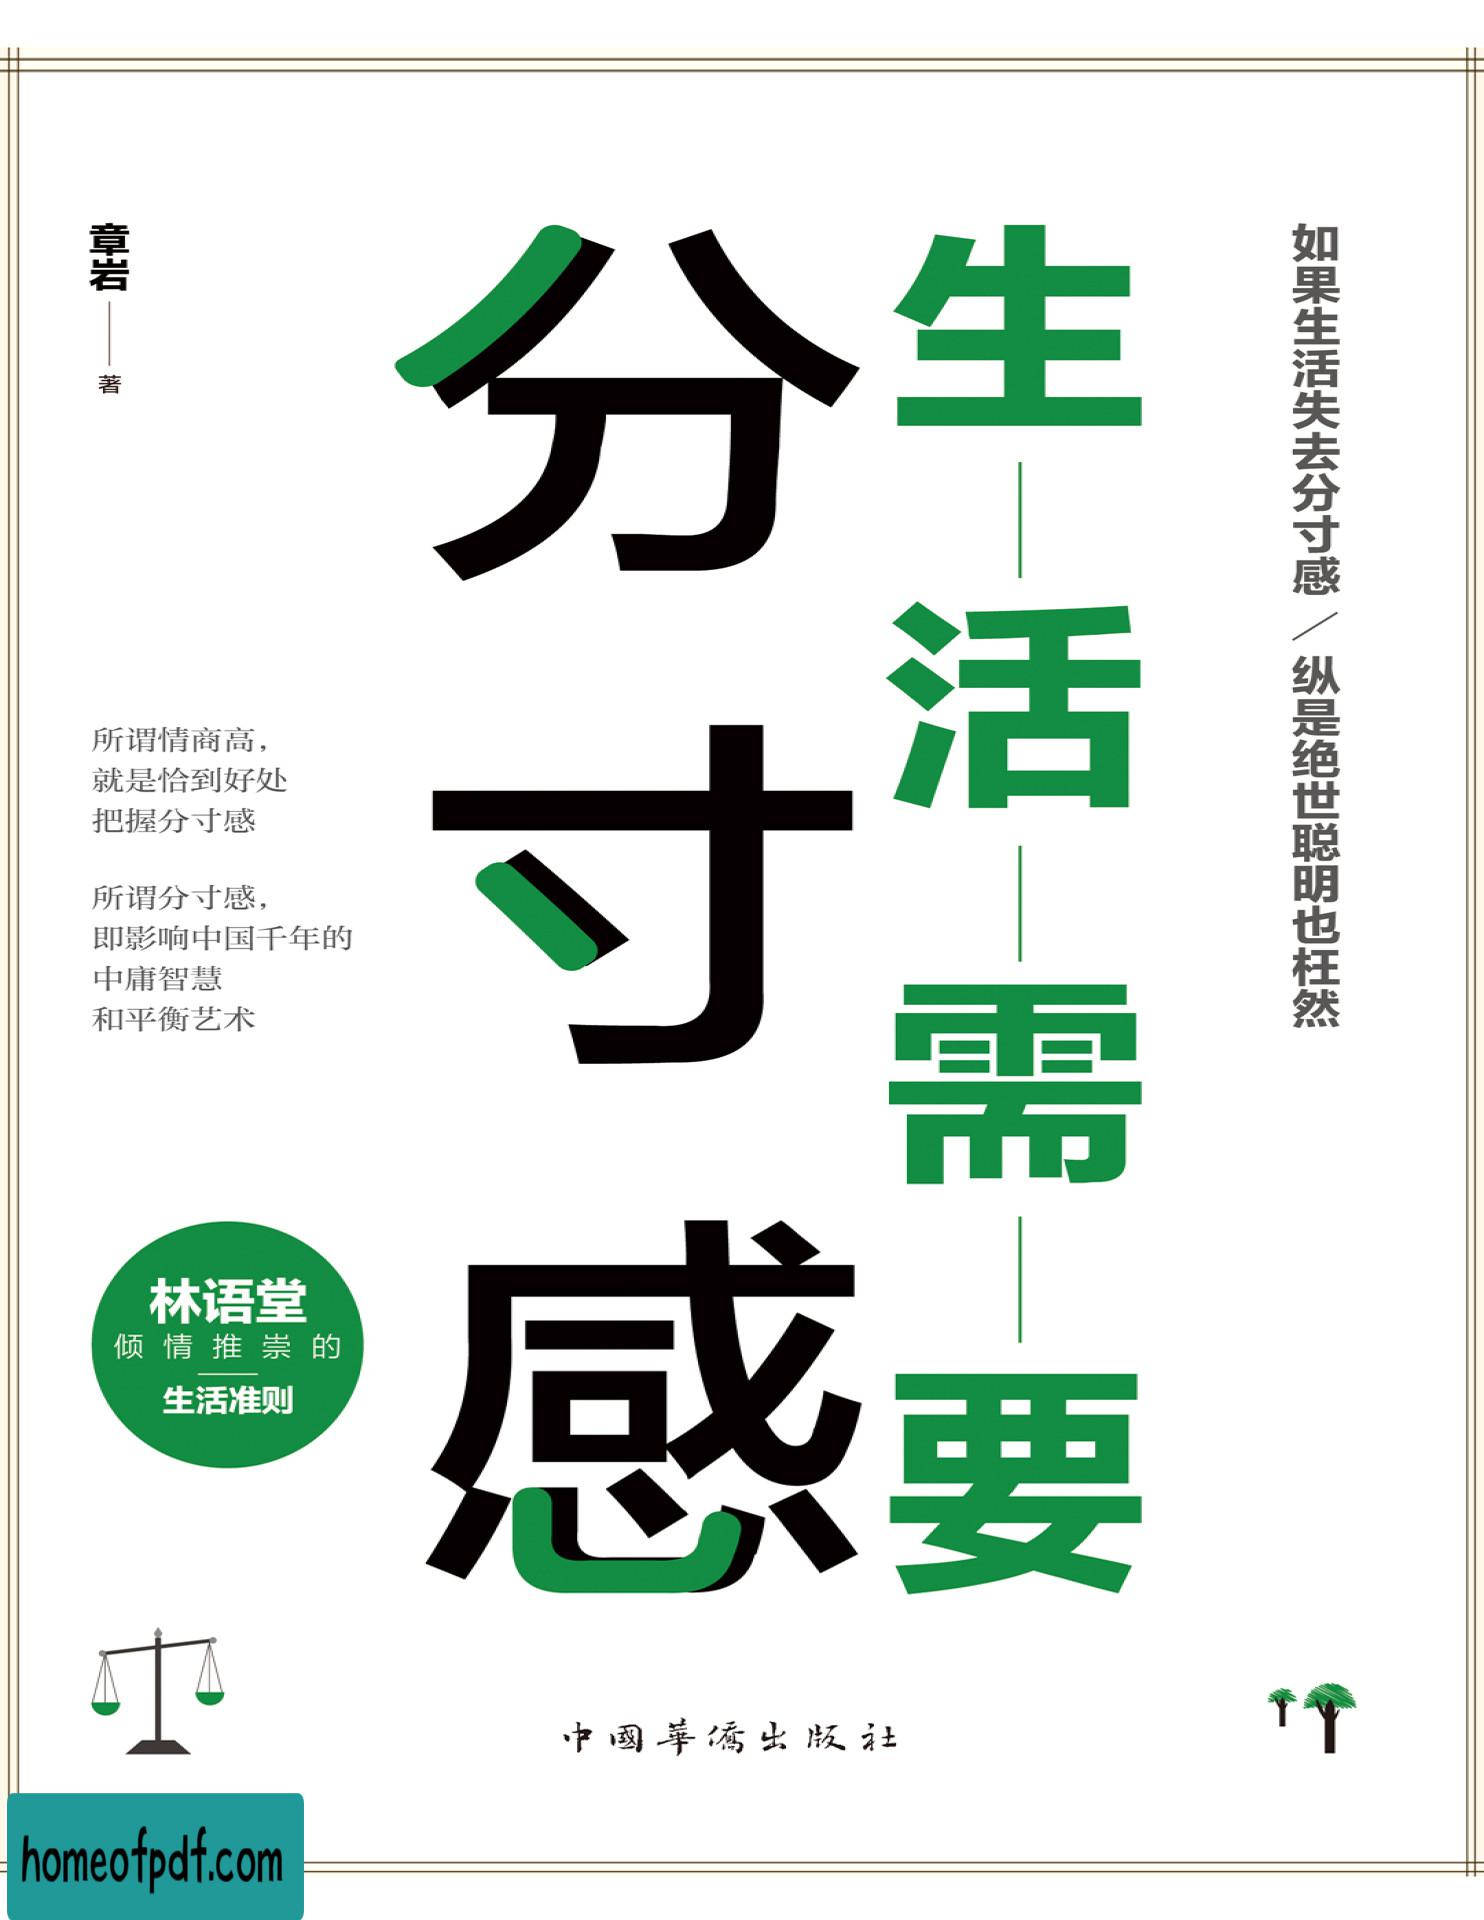 如果生活失去分寸感／纵是绝世聪明也枉然
生活需要
分寸感
章岩
著
所谓情商高，
就是恰到好处
把握分寸感
所谓分寸感，
即影响中国千年的
中庸智慧
和平衡艺术
林语堂
倾情推崇的
生活准则
中國華僑出版社
homeofpdf.com